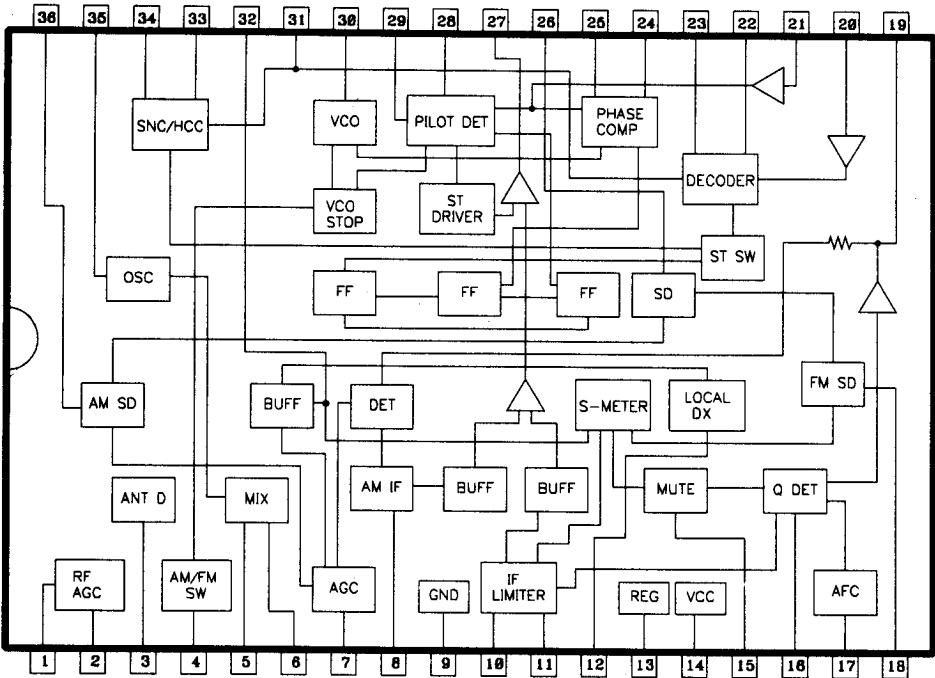 36 35 34 33 32 31 30 29 28 27 26 25 24 23 22 21 20 19
SNC/HCC
VCO
PILOT DET
PHASE
COMP
DECODER
VCO
STOP
ST
DRIVER
ST SW
OSC
FF
FF
FF
SD
FM SD
AM SD
BUFF
DET
S-METER
LOCAL
DX
AM IF
BUFF
BUFF
MUTE
Q DET
ANT D
MIX
RF
AGC
AM/FM
SW
AGC
GND
IF
LIMITER
REG
VCC
AFC
1 2 3 4 5 6 7 8 9 10 11 12 13 14 15 16 17 18